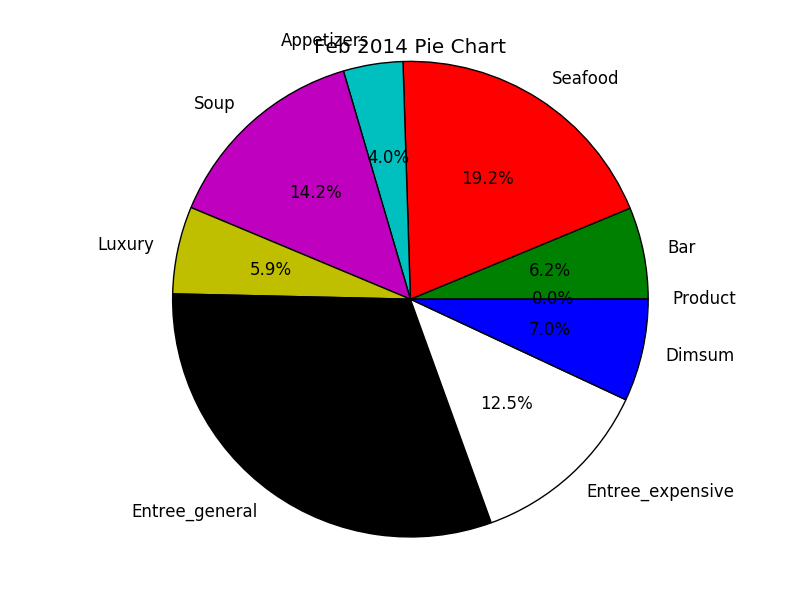 Appetizers
Feb 2014 Pie Chart
Seafood
Soup
4.0%
19.2%
14.2%
Luxury
Bar
5.9%
6.2%
0.0%
Product
7.0%
Dimsum
12.5%
Entree_expensive
Entree_general